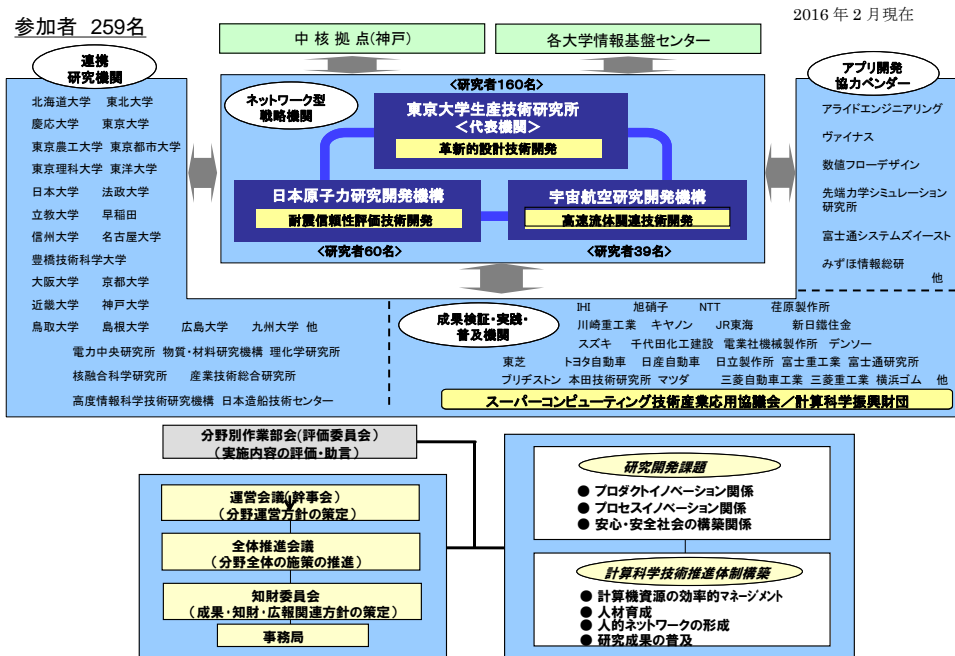 参加者 259名
2016 年 2 月現在
中 核 拠 点(神戸)
各大学情報基盤センター
連携
研究機関
北海道大学 東北大学
慶応大学 東京大学
東京農工大学 東京都市大学
東京理科大学 東洋大学
日本大学 法政大学
立教大学 早稲田
信州大学 名古屋大学
豊橋技術科学大学
大阪大学 京都大学
近畿大学 神戸大学
鳥取大学 島根大学 広島大学 九州大学 他
電力中央研究所 物質・材料研究機構 理化学研究所
核融合科学研究所 産業技術総合研究所
高度情報科学技術研究機構 日本造船技術センター
ネットワーク型
戦略機関
<研究者160名>
東京大学生産技術研究所
<代表機関>
革新的設計技術開発
日本原子力研究開発機構
耐震信頼性評価技術開発
<研究者60名>
宇宙航空研究開発機構
高速流体関連技術開発
<研究者39名>
アプリ開発
協力ベンダー
アライドエンジニアリング
ヴァイナス
数値フローデザイン
先端力学シミュレーション
研究所
富士通システムズイースト
みずほ情報総研
他
成果検証・実践・
普及機関
IHI 旭硝子 NTT 荏原製作所
川崎重工業 キヤノン JR東海 新日鐵住金
スズキ 千代田化工建設 電業社機械製作所 デンソー
東芝 トヨタ自動車 日産自動車 日立製作所 富士重工業 富士通研究所
ブリヂストン 本田技術研究所 マツダ 三菱自動車工業 三菱重工業 横浜ゴム 他
スーパーコンピューティング技術産業応用協議会/計算科学振興財団
分野別作業部会(評価委員会)
(実施内容の評価・助言)
運営会議(幹事会)
(分野運営方針の策定)
全体推進会議
(分野全体の施策の推進)
知財委員会
(成果・知財・広報関連方針の策定)
事務局
研究開発課題
● プロダクトイノベーション関係
● プロセスイノベーション関係
● 安心・安全社会の構築関係
計算科学技術推進体制構築
● 計算機資源の効率的マネージメント
● 人材育成
● 人的ネットワークの形成
● 研究成果の普及